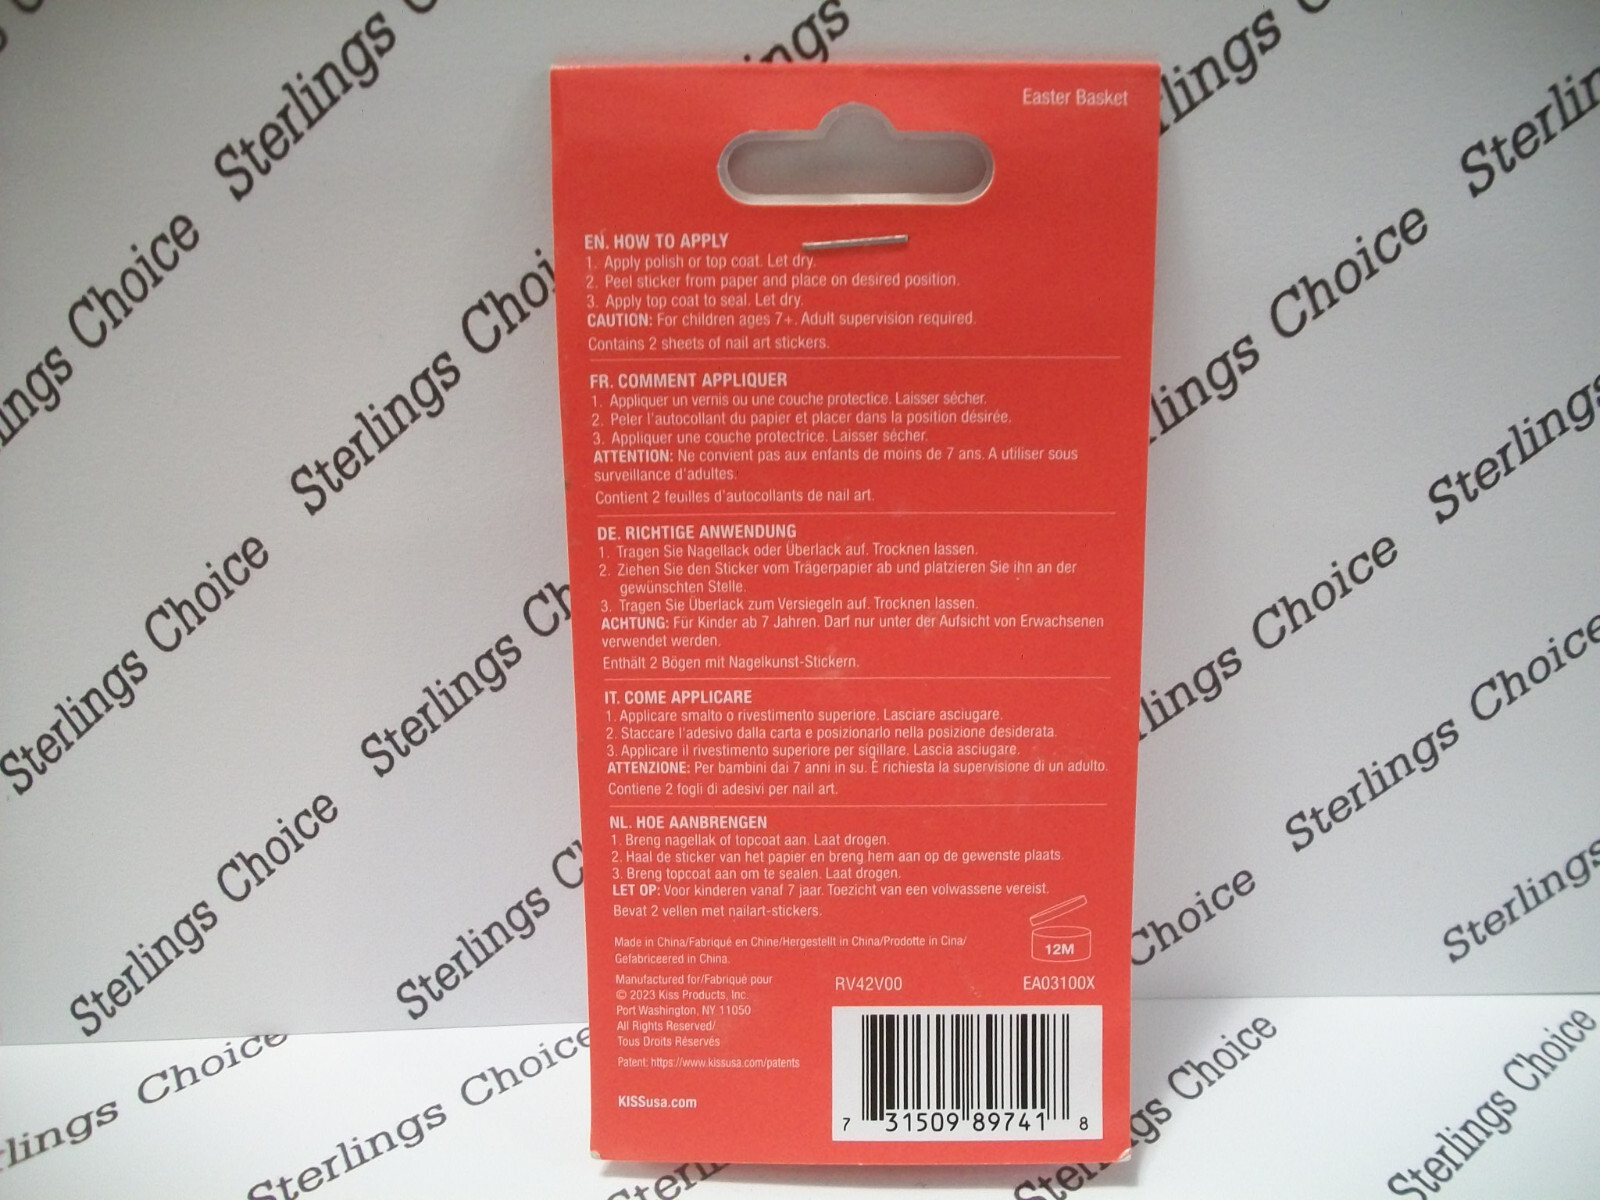 Easter Basket
EN. HOW TO APPLY
1. Apply polish or top coat. Let dry.
2. Peel sticker from paper and place on desired position.
3. Apply top coat to seal. Let dry.
CAUTION: For children ages 7+. Adult supervision required.
Contains 2 sheets of nail art stickers.
FR. COMMENT APPLIQUER
1. Appliquer un vernis ou une couche protectice. Laisser sécher.
2. Peler l'autocollant du papier et placer dans la position désirée.
3. Appliquer une couche protectrice. Laisser sécher.
ATTENTION: Ne convient pas aux enfants de moins de 7 ans. A utiliser sous
surveillance d'adultes.
Contient 2 feuilles d'autocollants de nail art.
DE. RICHTIGE ANWENDUNG
1. Tragen Sie Nagellack oder Überlack auf. Trocknen lassen.
2. Ziehen Sie den Sticker vom Trägerpapier ab und platzieren Sie ihn an der
gewünschten Stelle.
3. Tragen Sie Überlack zum Versiegeln auf. Trocknen lassen.
ACHTUNG: Für Kinder ab 7 Jahren. Darf nur unter der Aufsicht von Erwachsenen
verwendet werden.
Enthält 2 Bögen mit Nagelkunst-Stickern.
IT. COME APPLICARE
1. Applicare smalto o rivestimento superiore. Lasciare asciugare.
2. Staccare l'adesivo dalla carta e posizionarlo nella posizione desiderata.
3. Applicare il rivestimento superiore per sigillare. Lascia asciugare.
ATTENZIONE: Per bambini dai 7 anni in su. È richiesta la supervisione di un adulto.
Contiene 2 fogli di adesivi per nail art.
NL. HOE AANBRENGEN
1. Breng nagellak of topcoat aan. Laat drogen.
2. Haal de sticker van het papier en breng hem aan op de gewenste plaats.
3. Breng topcoat aan om te sealen. Laat drogen.
LET OP: Voor kinderen vanaf 7 jaar. Toezicht van een volwassene vereist.
Bevat 2 vellen met nailart-stickers.
12M
Made in China/Fabriqué en Chine/Hergestellt in China/Prodotte in Cina/
Gefabriceerd in China.
Manufactured for/Fabriqué pour
© 2023 Kiss Products, Inc.
Port Washington, NY 11050
All Rights Reserved/
Tous Droits Réservés
Patent: https://www.kissusa.com/patents
KISSusa.com
RV42V00
EA03100X
7 31509 89741 8
Sterlings Choice
Sterlings Choice
Sterlings Choice
Sterlings Choice
Sterlings Choice
Sterlings Choice
Sterlings Choice